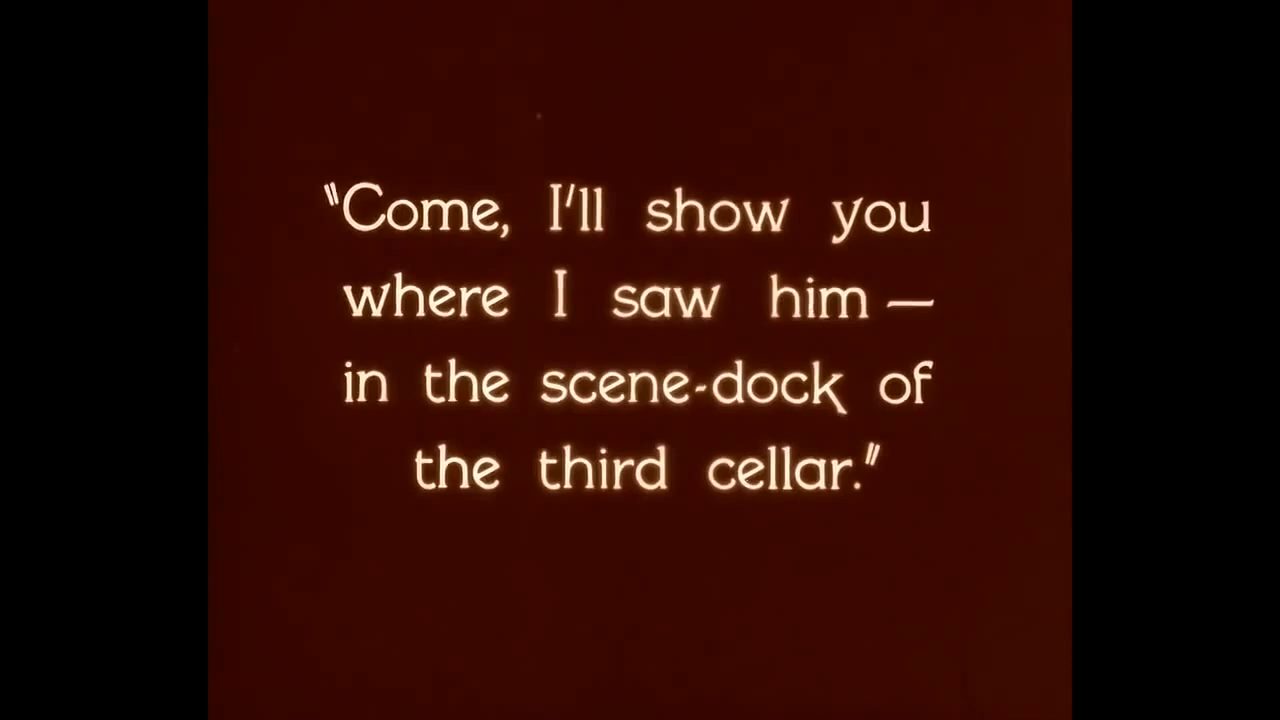 "Come, I'll show you
where I saw him —
in the scene-dock of
the third cellar."